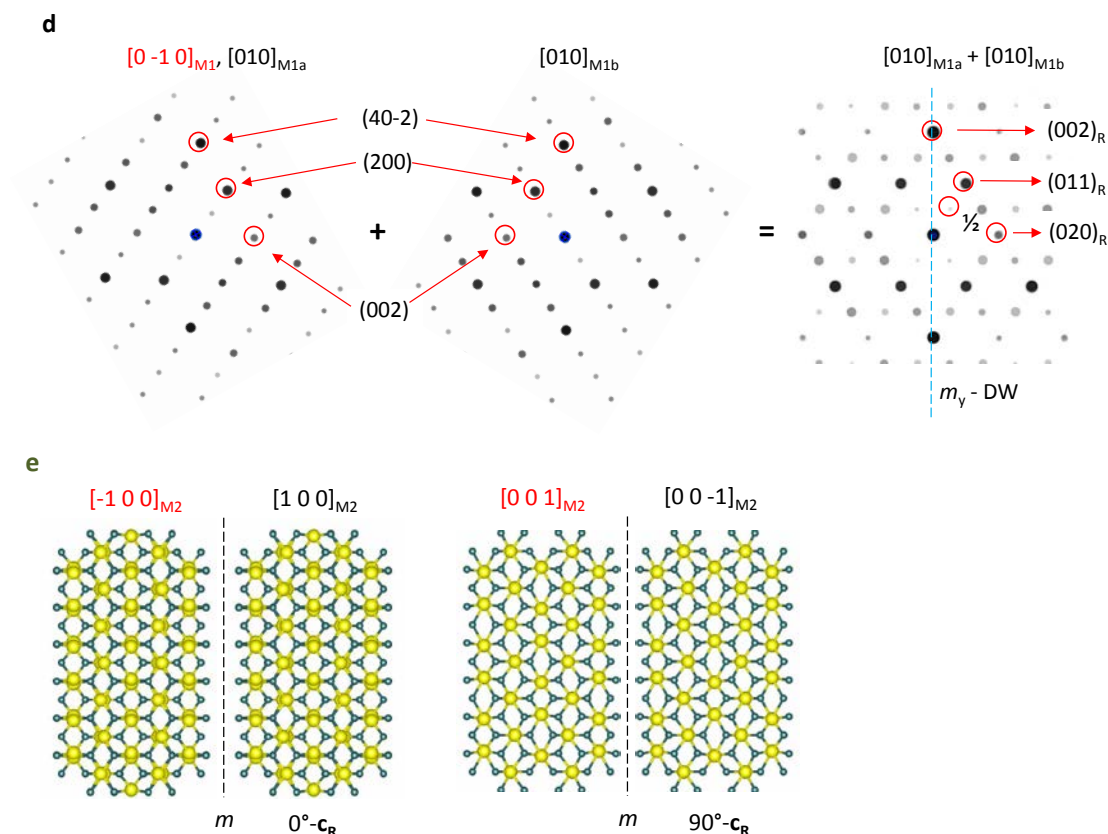 d
[0 -1 0]M1, [010]M1a
[010]M1b
[010]M1a + [010]M1b
(40-2)
(200)
(002)
+
=
(002)R
(011)R
½
(020)R
my - DW
e
[-1 0 0]M2
[1 0 0]M2
[0 0 1]M2
[0 0 -1]M2
m
0°-cR
m
90°-cR